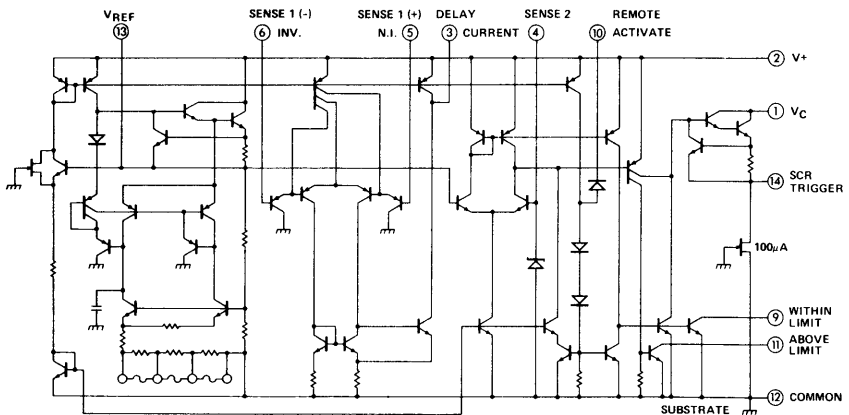 VREF
13
SENSE 1 (-)
6 INV.
SENSE 1 (+)
N.I. 5
DELAY
3 CURRENT
SENSE 2
4
REMOTE
10 ACTIVATE
2 V+
1 VC
14 SCR
TRIGGER
100μA
9 WITHIN
LIMIT
11 ABOVE
LIMIT
12 COMMON
SUBSTRATE